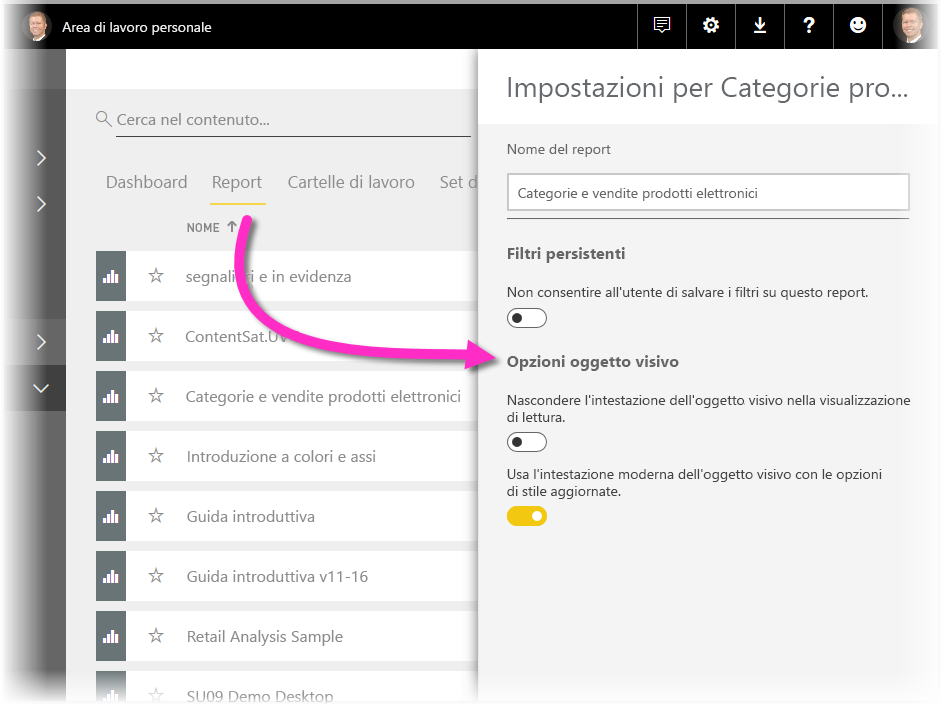 Area di lavoro personale
?
Cerca nel contenuto...
Dashboard Report Cartelle di lavoro Set d
NOME
segnali i e in evidenza
ContentSat.
Categorie e vendite prodotti elettronici
Introduzione a colori e assi
Guida introduttiva
Guida introduttiva v11-16
Retail Analysis Sample
SU09 Demo Desktop
Impostazioni per Categorie pro...
Nome del report
Categorie e vendite prodotti elettronici
Filtri persistenti
Non consentire all'utente di salvare i filtri su questo report.
Opzioni oggetto visivo
Nascondere l'intestazione dell'oggetto visivo nella visualizzazione
di lettura.
Usa l'intestazione moderna dell'oggetto visivo con le opzioni
di stile aggiornate.